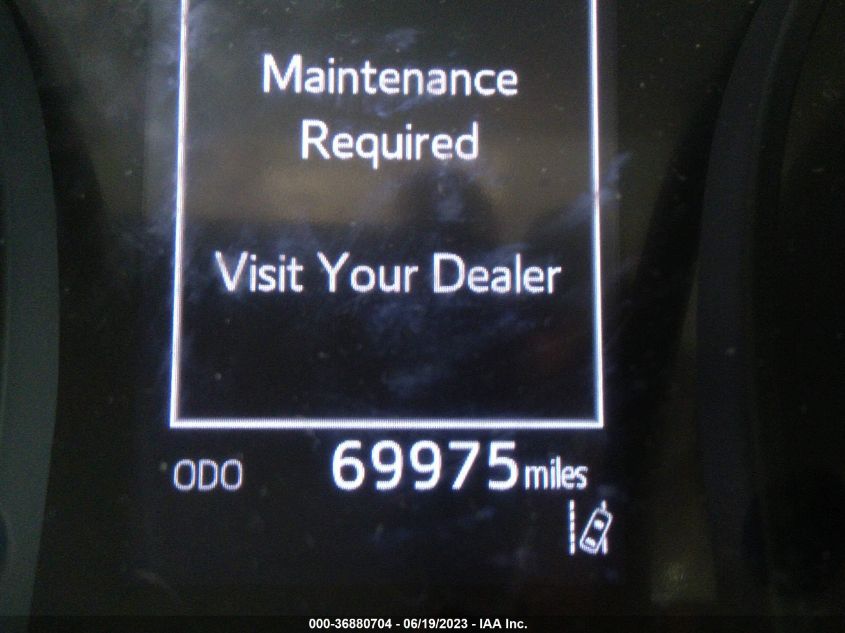 Maintenance
Required
Visit Your Dealer
ODO 69975 miles
000-36880704 - 06/19/2023 - IAA Inc.